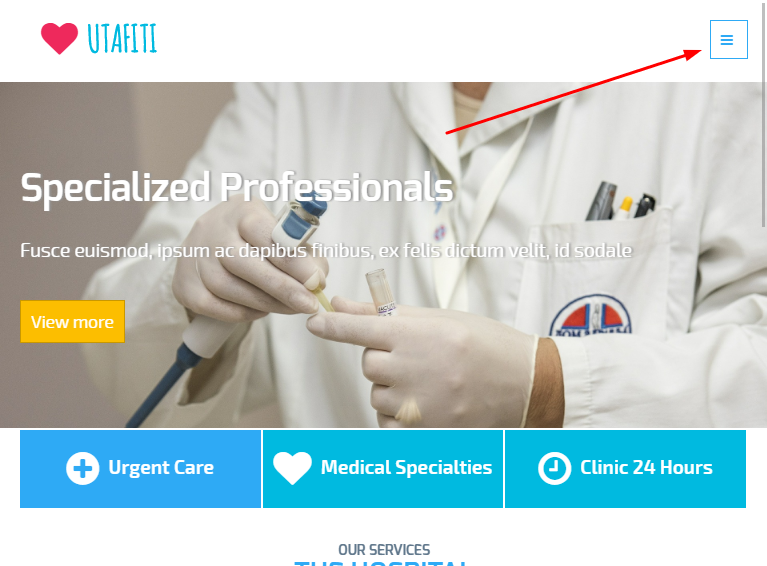 UTAFITI
Specialized Professionals
Fusce euismod, ipsum ac dapibus finibus, ex felis dictum velit, id sodale
View more
Urgent Care
Medical Specialties
Clinic 24 Hours
OUR SERVICES